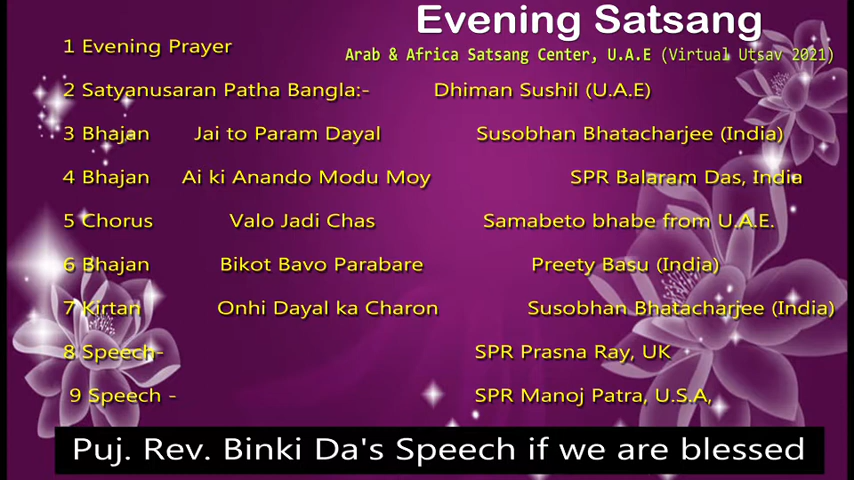 Evening Satsang
Arab & Africa Satsang Center, U.A.E (Virtual Utsav 2021)
1 Evening Prayer
2 Satyanusaran Patha Bangla:- Dhiman Sushil (U.A.E)
3 Bhajan Jai to Param Dayal Susobhan Bhatacharjee (India)
4 Bhajan Ai ki Anando Modu Moy SPR Balaram Das, India
5 Chorus Valo Jadi Chas Samabeto bhabe from U.A.E.
6 Bhajan Bikot Bavo Parabare Preety Basu (India)
7 Kirtan Onhi Dayal ka Charon Susobhan Bhatacharjee (India)
8 Speech- SPR Prasna Ray, UK
9 Speech - SPR Manoj Patra, U.S.A,
Puj. Rev. Binki Da's Speech if we are blessed